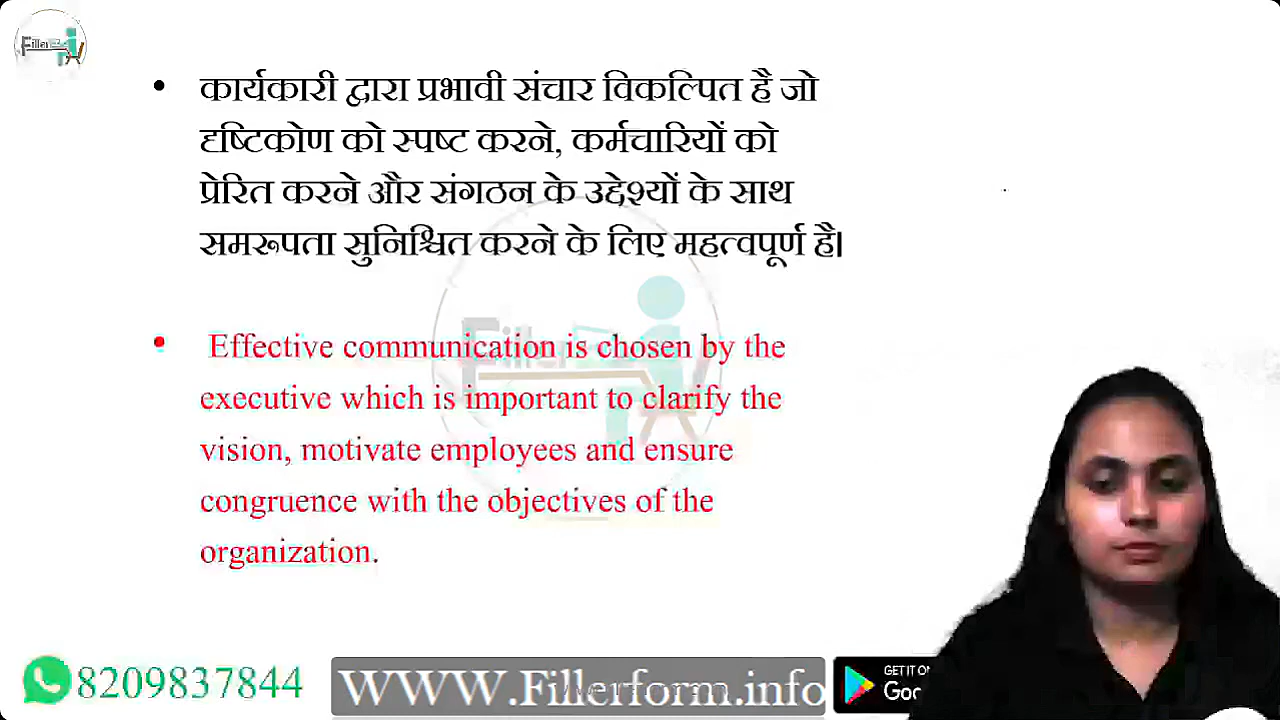 Filler
कार्यकारी द्वारा प्रभावी संचार विकल्पित है जो
दृष्टिकोण को स्पष्ट करने, कर्मचारियों को
प्रेरित करने और संगठन के उद्देश्यों के साथ
समरूपता सुनिश्चित करने के लिए महत्वपूर्ण है।
Effective communication is chosen by the
executive which is important to clarify the
vision, motivate employees and ensure
congruence with the objectives of the
organization.
8209837844
WWW.Fillerform.info
GET IT ON
Goo